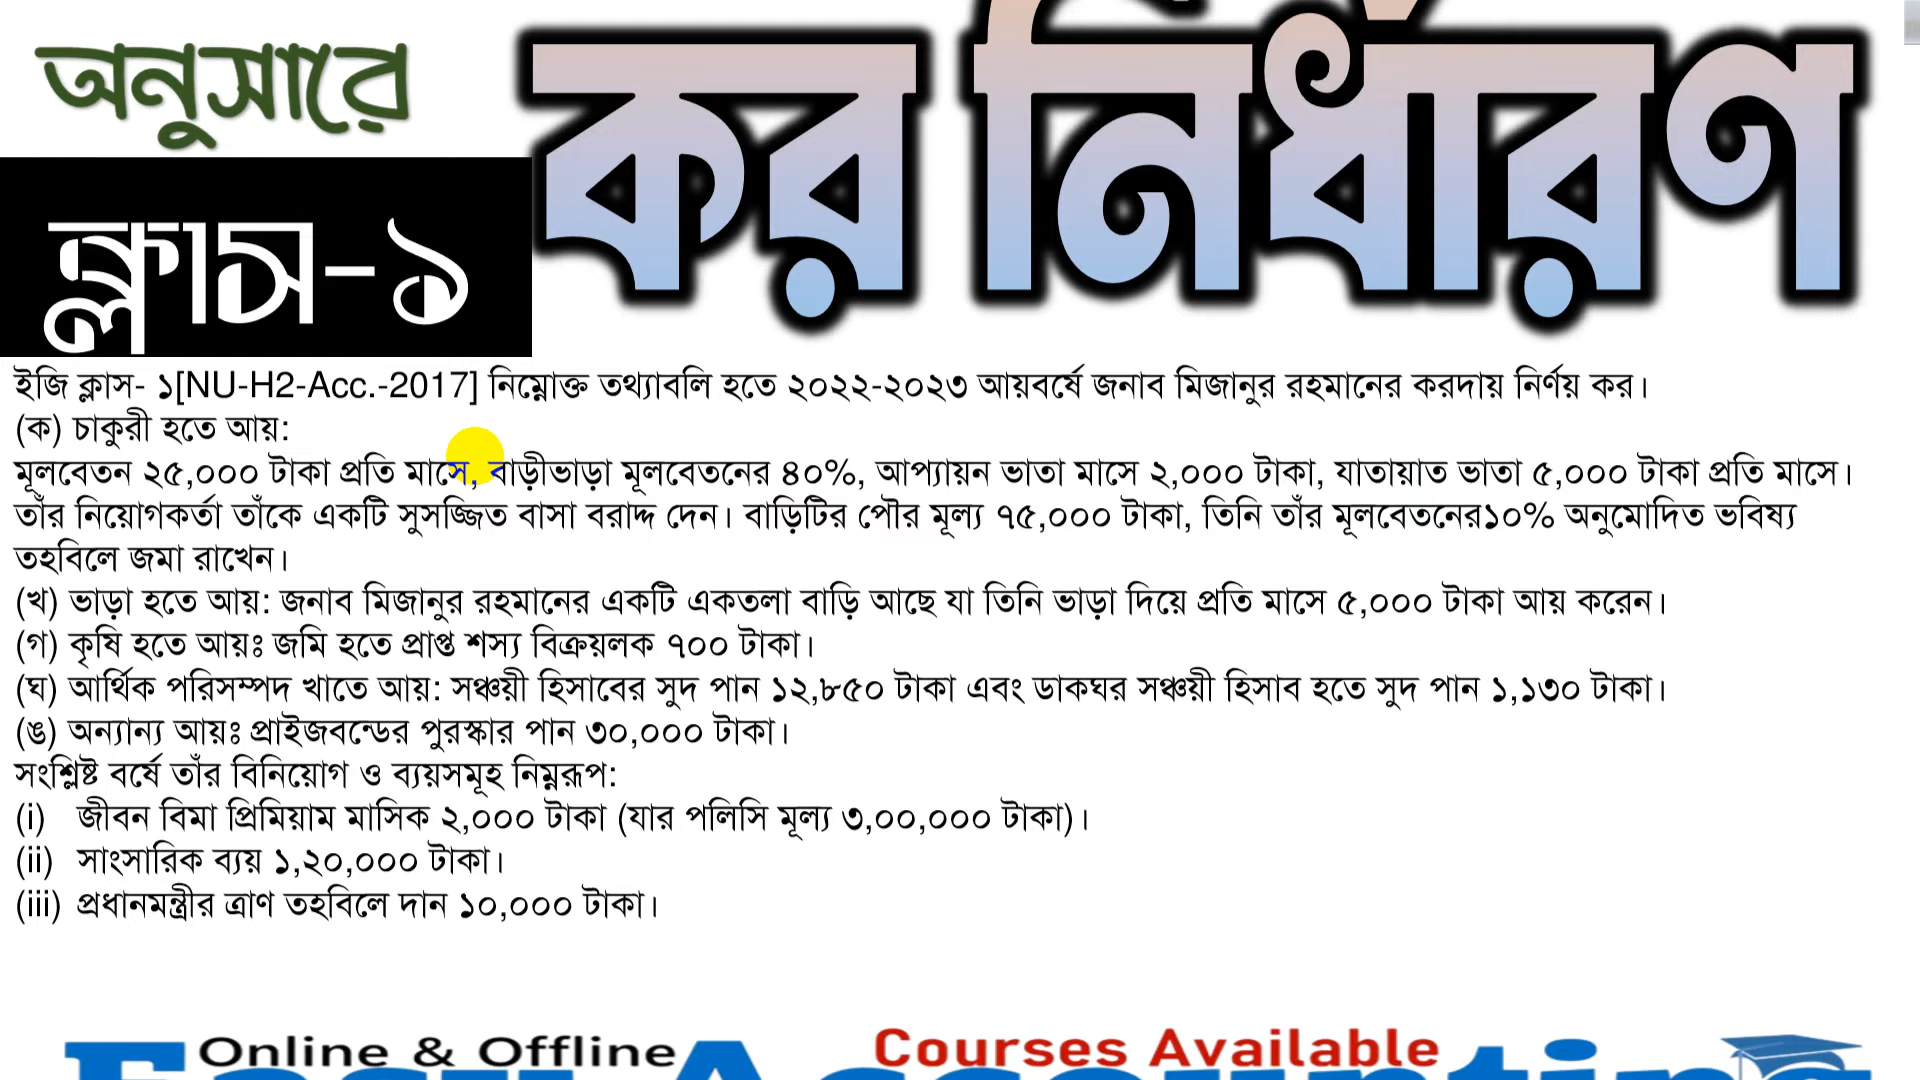 অনুসারে
কর নির্ধারণ
ক্লাস-১
ইজি ক্লাস- ১[NU-H2-Acc.-2017] নিম্নোক্ত তথ্যাবলি হতে ২০২২-২০২৩ আয়বর্ষে জনাব মিজানুর রহমানের করদায় নির্ণয় কর।
(ক) চাকুরী হতে আয়:
মূলবেতন ২৫,০০০ টাকা প্রতি মাসে, বাড়ীভাড়া মূলবেতনের ৪০%, আপ্যায়ন ভাতা মাসে ২,০০০ টাকা, যাতায়াত ভাতা ৫,০০০ টাকা প্রতি মাসে।
তাঁর নিয়োগকর্তা তাঁকে একটি সুসজ্জিত বাসা বরাদ্দ দেন। বাড়িটির পৌর মূল্য ৭৫,০০০ টাকা, তিনি তাঁর মূলবেতনের১০% অনুমোদিত ভবিষ্য
তহবিলে জমা রাখেন।
(খ) ভাড়া হতে আয়: জনাব মিজানুর রহমানের একটি একতলা বাড়ি আছে যা তিনি ভাড়া দিয়ে প্রতি মাসে ৫,০০০ টাকা আয় করেন।
(গ) কৃষি হতে আয়ঃ জমি হতে প্রাপ্ত শস্য বিক্রয়লক ৭০০ টাকা।
(ঘ) আর্থিক পরিসম্পদ খাতে আয়: সঞ্চয়ী হিসাবের সুদ পান ১২,৮৫০ টাকা এবং ডাকঘর সঞ্চয়ী হিসাব হতে সুদ পান ১,১৩০ টাকা।
(ঙ) অন্যান্য আয়ঃ প্রাইজবন্ডের পুরস্কার পান ৩০,০০০ টাকা।
সংশ্লিষ্ট বর্ষে তাঁর বিনিয়োগ ও ব্যয়সমূহ নিম্নরূপ:
(i) জীবন বিমা প্রিমিয়াম মাসিক ২,০০০ টাকা (যার পলিসি মূল্য ৩,০০,০০০ টাকা)।
(ii) সাংসারিক ব্যয় ১,২০,০০০ টাকা।
(iii) প্রধানমন্ত্রীর ত্রাণ তহবিলে দান ১০,০০০ টাকা।
Online & Offline Courses Available
Easy Accounting